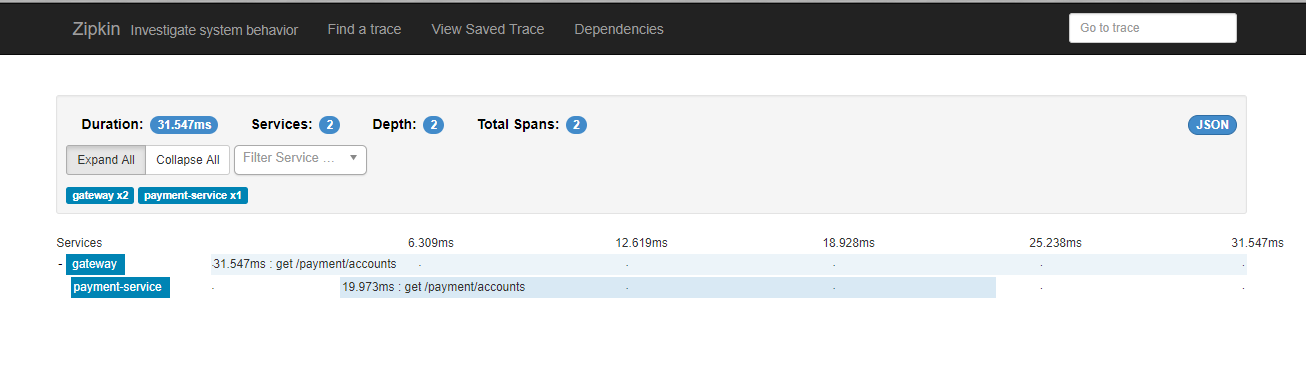 Zipkin Investigate system behavior Find a trace View Saved Trace Dependencies Go to trace
Duration: 31.547ms Services: 2 Depth: 2 Total Spans: 2 JSON
Expand All Collapse All Filter Service ...
gateway x2 payment-service x1
Services 6.309ms 12.619ms 18.928ms 25.238ms 31.547ms
- gateway 31.547ms : get /payment/accounts
payment-service 19.973ms : get /payment/accounts